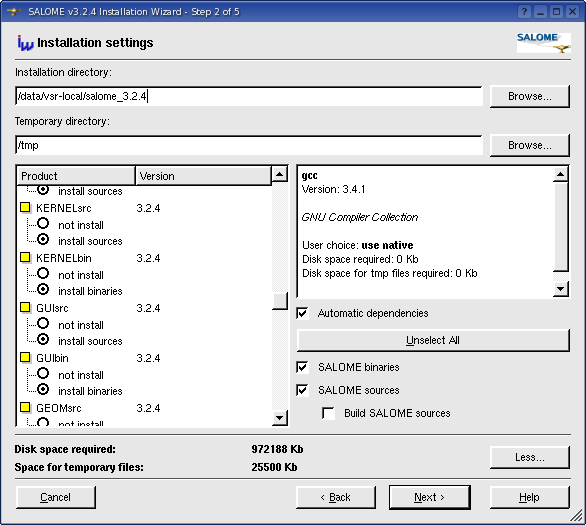 SALOME v3.2.4 Installation Wizard - Step 2 of 5
Installation settings
SALOME
Installation directory:
/data/vsr-local/salome_3.2.4
Browse...
Temporary directory:
/tmp
Browse...
Product Version
install sources
KERNELsrc 3.2.4
not install
install sources
KERNELbin 3.2.4
not install
install binaries
GUIsrc 3.2.4
not install
install sources
GUIbin 3.2.4
not install
install binaries
GEOMsrc 3.2.4
not install
gcc
Version: 3.4.1
GNU Compiler Collection
User choice: use native
Disk space required: 0 Kb
Disk space for tmp files required: 0 Kb
Automatic dependencies
Unselect All
SALOME binaries
SALOME sources
Build SALOME sources
Disk space required: 972188 Kb
Space for temporary files: 25500 Kb
Less...
Cancel
< Back
Next >
Help